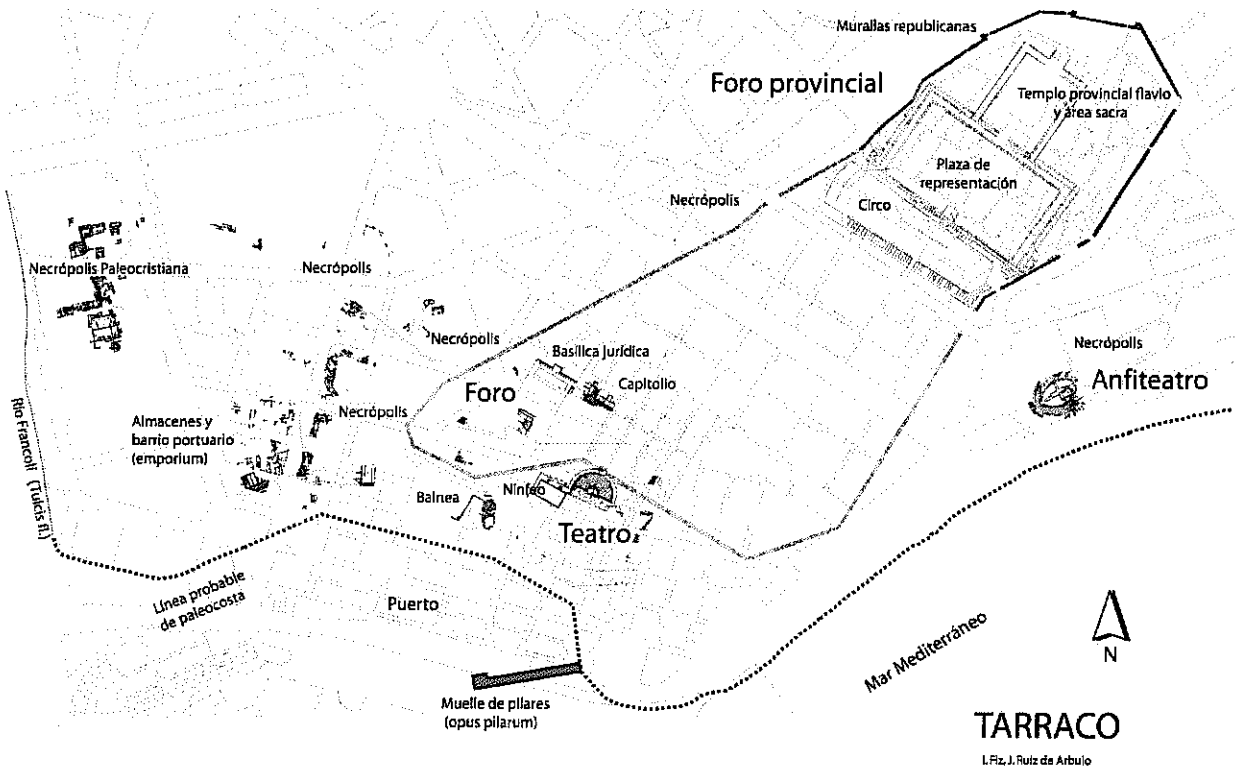 Murallas republicanas
Foro provincial
Templo provincial flavio
y área sacra
Plaza de
representación
Necrópolis
Circo
Necrópolis Paleocristiana
Necrópolis
Necrópolis
Necrópolis
Anfiteatro
Basílica jurídica
Capitolio
Foro
Necrópolis
Almacenes y
barrio portuario
(emporium)
Río Francolí (Tulcis fl.)
Balnea
Ninfeo
Teatro
Línea probable
de paleocosta
Puerto
Mar Mediterráneo
N
Muelle de pilares
(opus pilarum)
TARRACO
I. Fiz, J. Ruiz de Arbulo